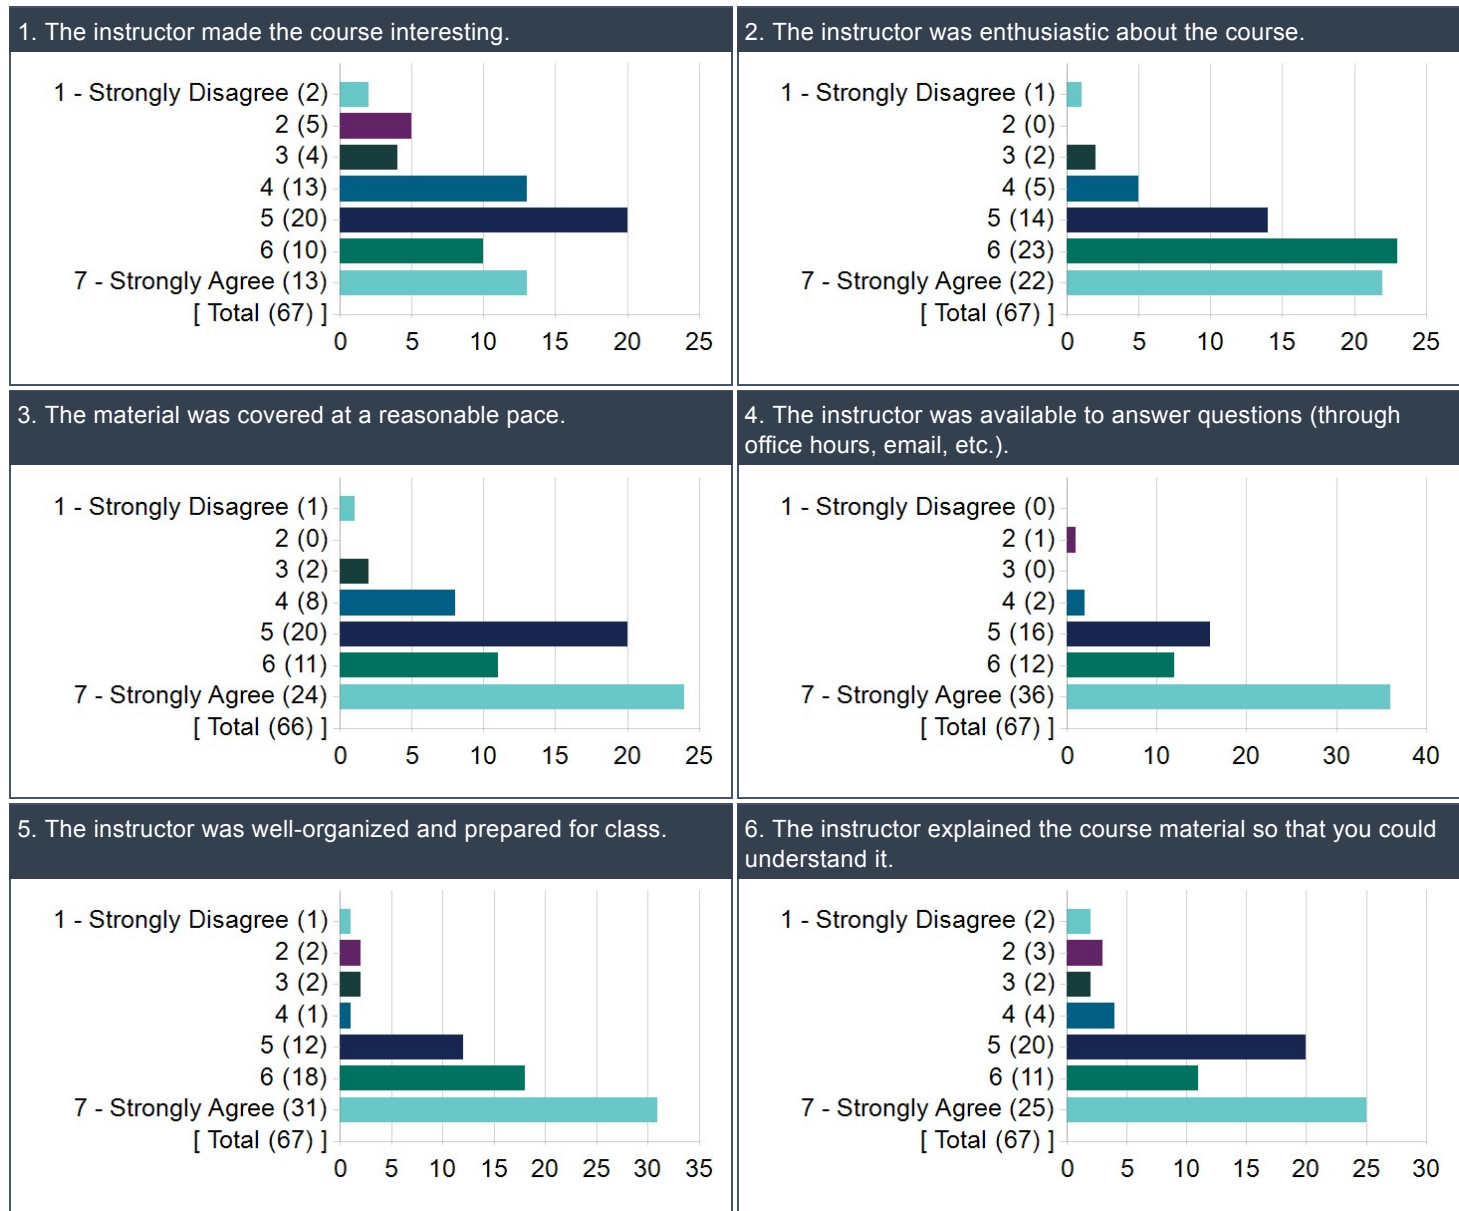 1. The instructor made the course interesting.
1 - Strongly Disagree (2)
2 (5)
3 (4)
4 (13)
5 (20)
6 (10)
7 - Strongly Agree (13)
[ Total (67) ]
0 5 10 15 20 25
2. The instructor was enthusiastic about the course.
1 - Strongly Disagree (1)
2 (0)
3 (2)
4 (5)
5 (14)
6 (23)
7 - Strongly Agree (22)
[ Total (67) ]
0 5 10 15 20 25
3. The material was covered at a reasonable pace.
1 - Strongly Disagree (1)
2 (0)
3 (2)
4 (8)
5 (20)
6 (11)
7 - Strongly Agree (24)
[ Total (66) ]
0 5 10 15 20 25
4. The instructor was available to answer questions (through
office hours, email, etc.).
1 - Strongly Disagree (0)
2 (1)
3 (0)
4 (2)
5 (16)
6 (12)
7 - Strongly Agree (36)
[ Total (67) ]
0 10 20 30 40
5. The instructor was well-organized and prepared for class.
1 - Strongly Disagree (1)
2 (2)
3 (2)
4 (1)
5 (12)
6 (18)
7 - Strongly Agree (31)
[ Total (67) ]
0 5 10 15 20 25 30 35
6. The instructor explained the course material so that you could
understand it.
1 - Strongly Disagree (2)
2 (3)
3 (2)
4 (4)
5 (20)
6 (11)
7 - Strongly Agree (25)
[ Total (67) ]
0 5 10 15 20 25 30